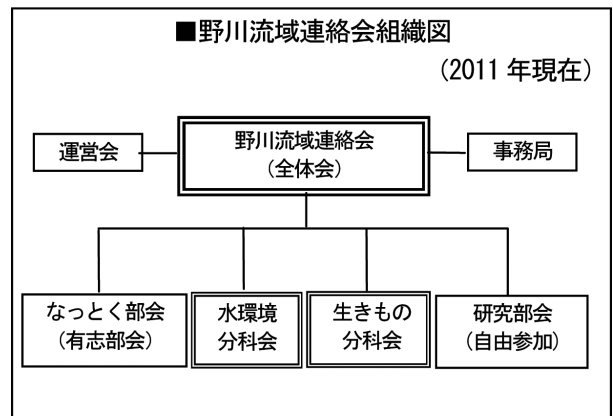 ■野川流域連絡会組織図
（2011 年現在）
運営会
野川流域連絡会
（全体会）
事務局
なっとく部会
（有志部会）
水環境
分科会
生きもの
分科会
研究部会
（自由参加）